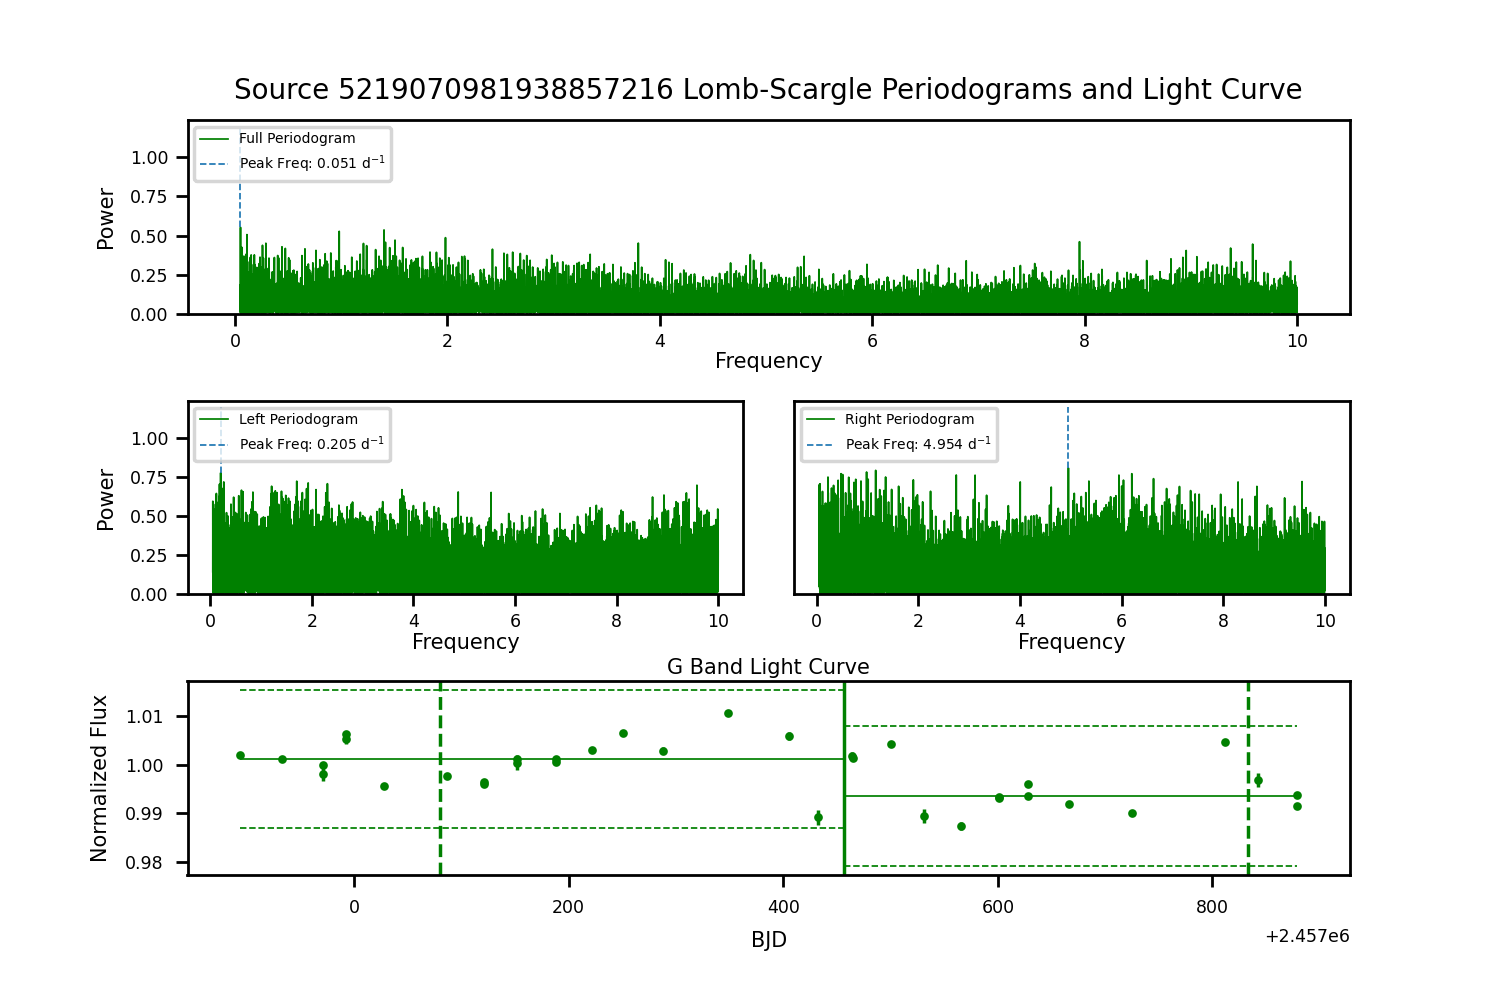 Source 5219070981938857216 Lomb-Scargle Periodograms and Light Curve
Full Periodogram
Peak Freq: 0.051 d⁻¹
Power
1.00
0.75
0.50
0.25
0.00
0 2 4 6 8 10
Frequency
Left Periodogram
Peak Freq: 0.205 d⁻¹
Power
1.00
0.75
0.50
0.25
0.00
0 2 4 6 8 10
Frequency
Right Periodogram
Peak Freq: 4.954 d⁻¹
0 2 4 6 8 10
Frequency
G Band Light Curve
Normalized Flux
1.01
1.00
0.99
0.98
0 200 400 600 800
BJD
+2.457e6